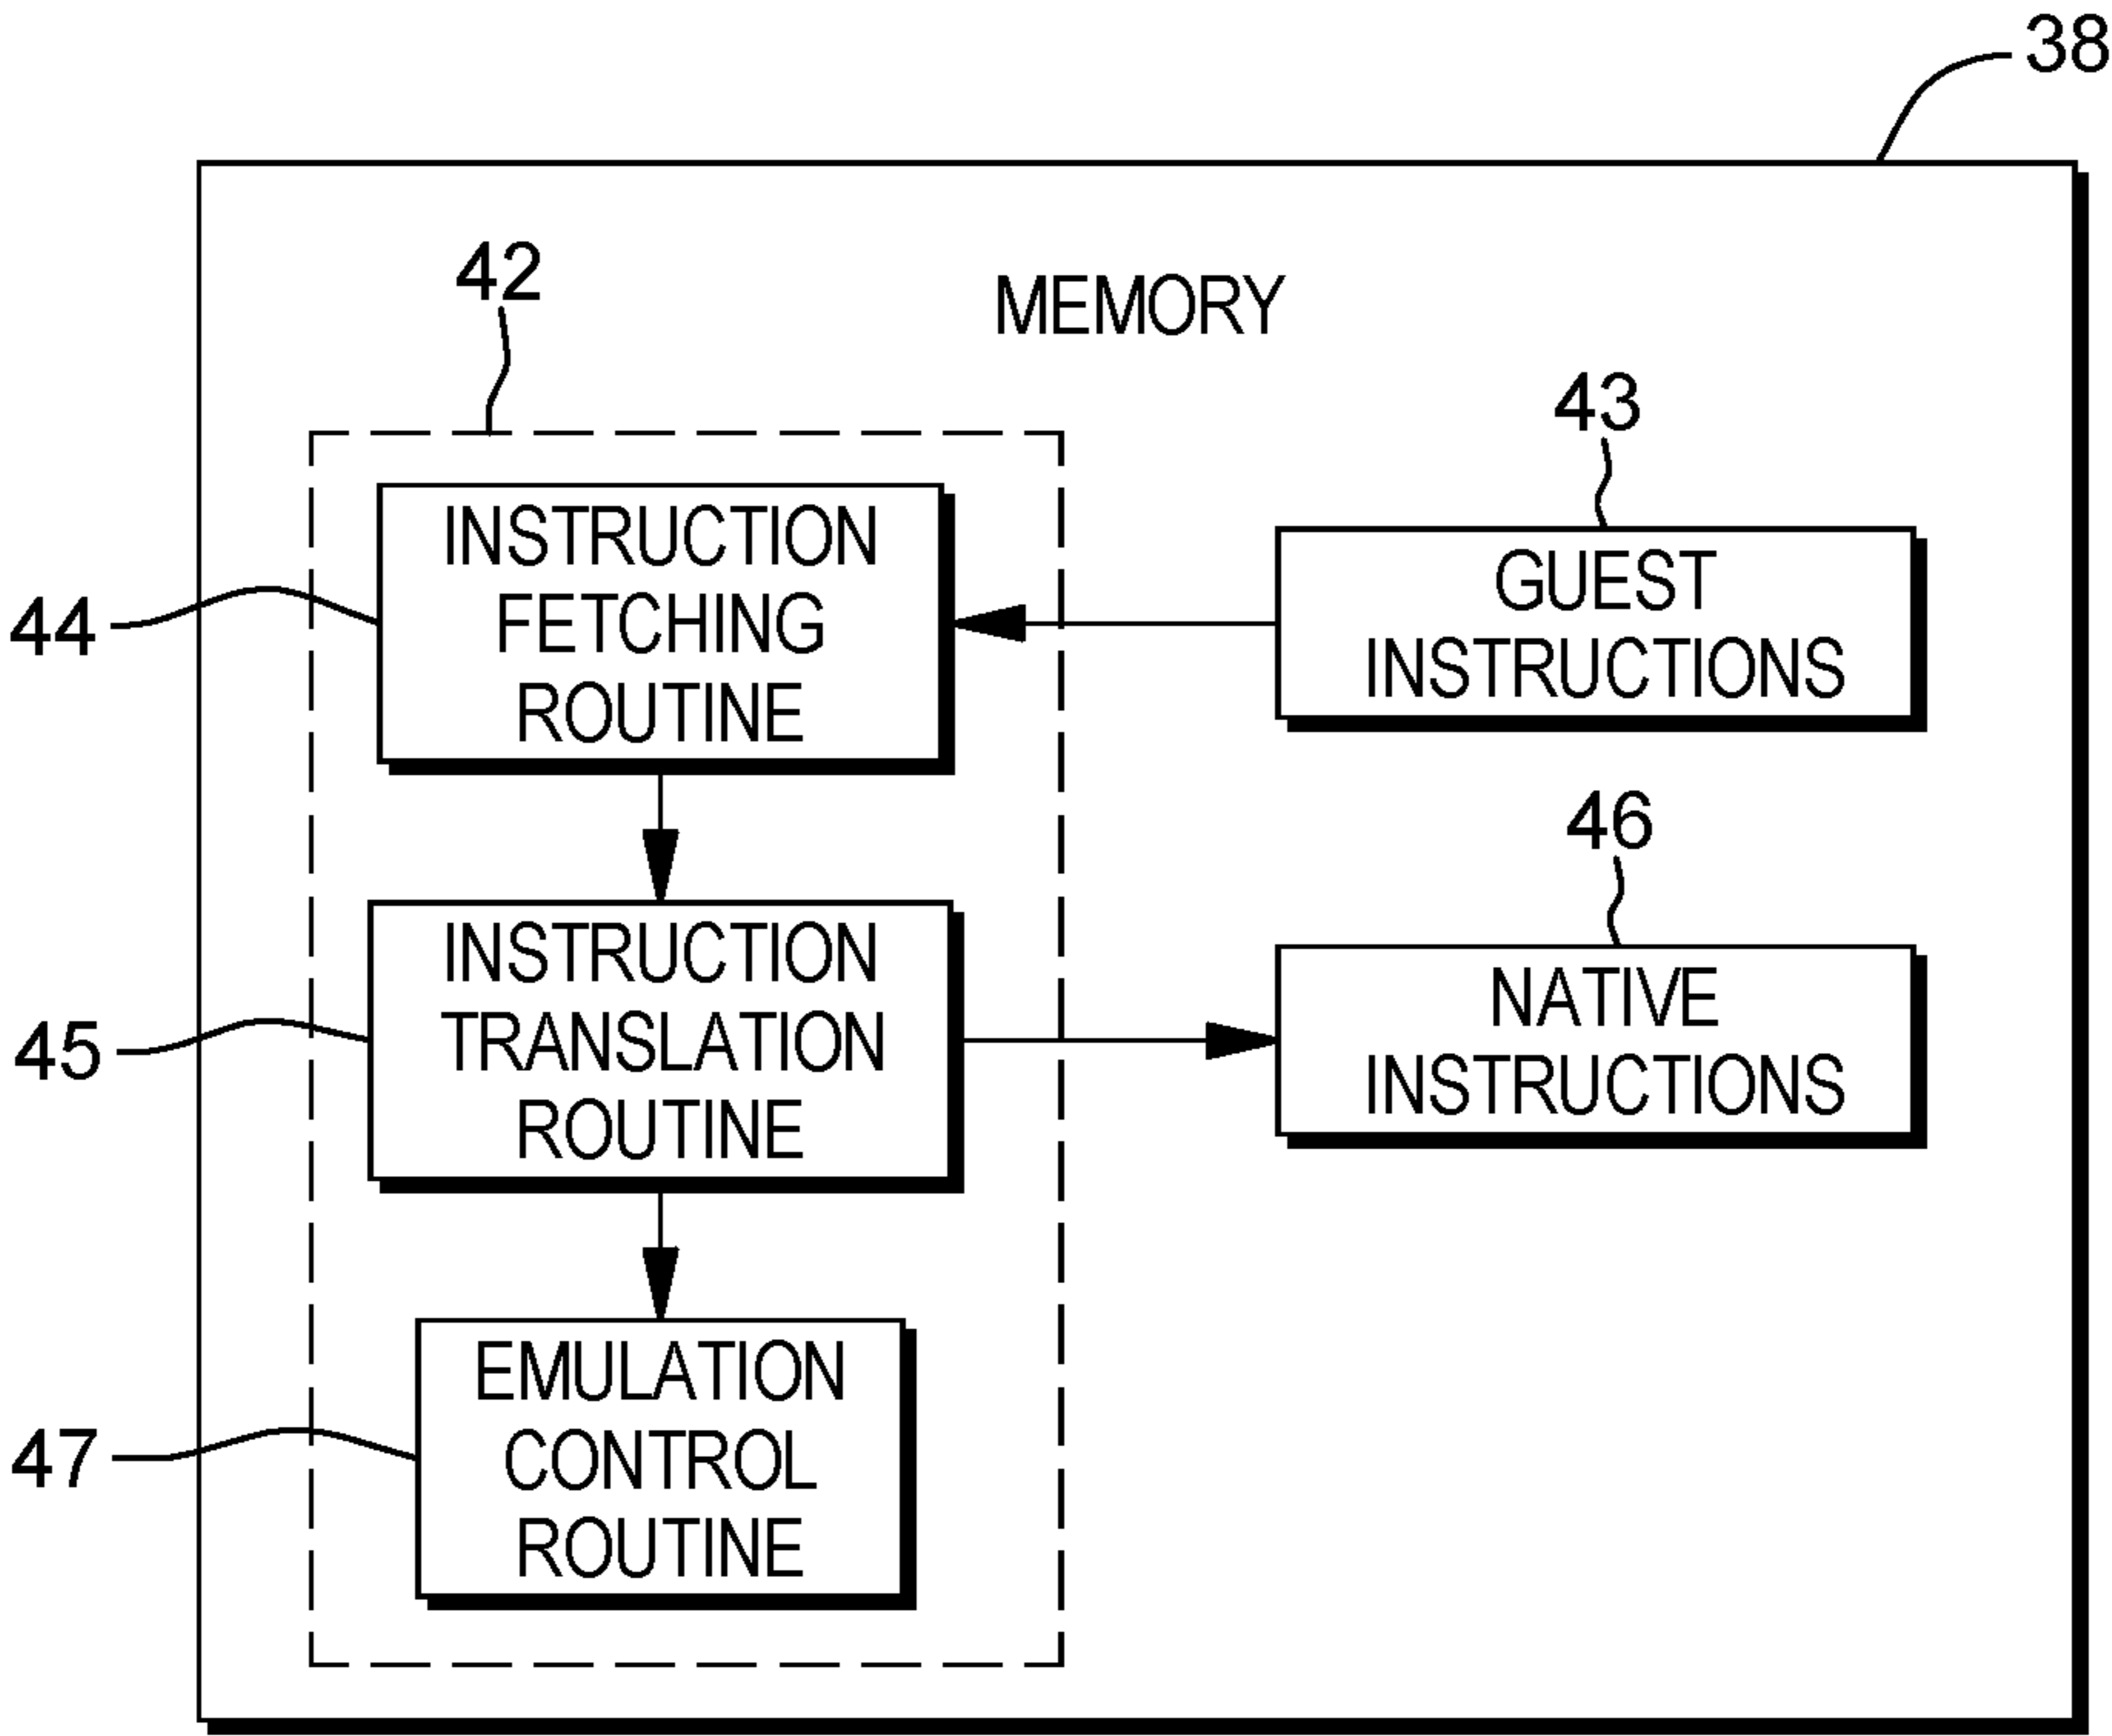 38
MEMORY
42
43
INSTRUCTION
FETCHING
ROUTINE
44
GUEST
INSTRUCTIONS
46
INSTRUCTION
TRANSLATION
ROUTINE
45
NATIVE
INSTRUCTIONS
EMULATION
CONTROL
ROUTINE
47